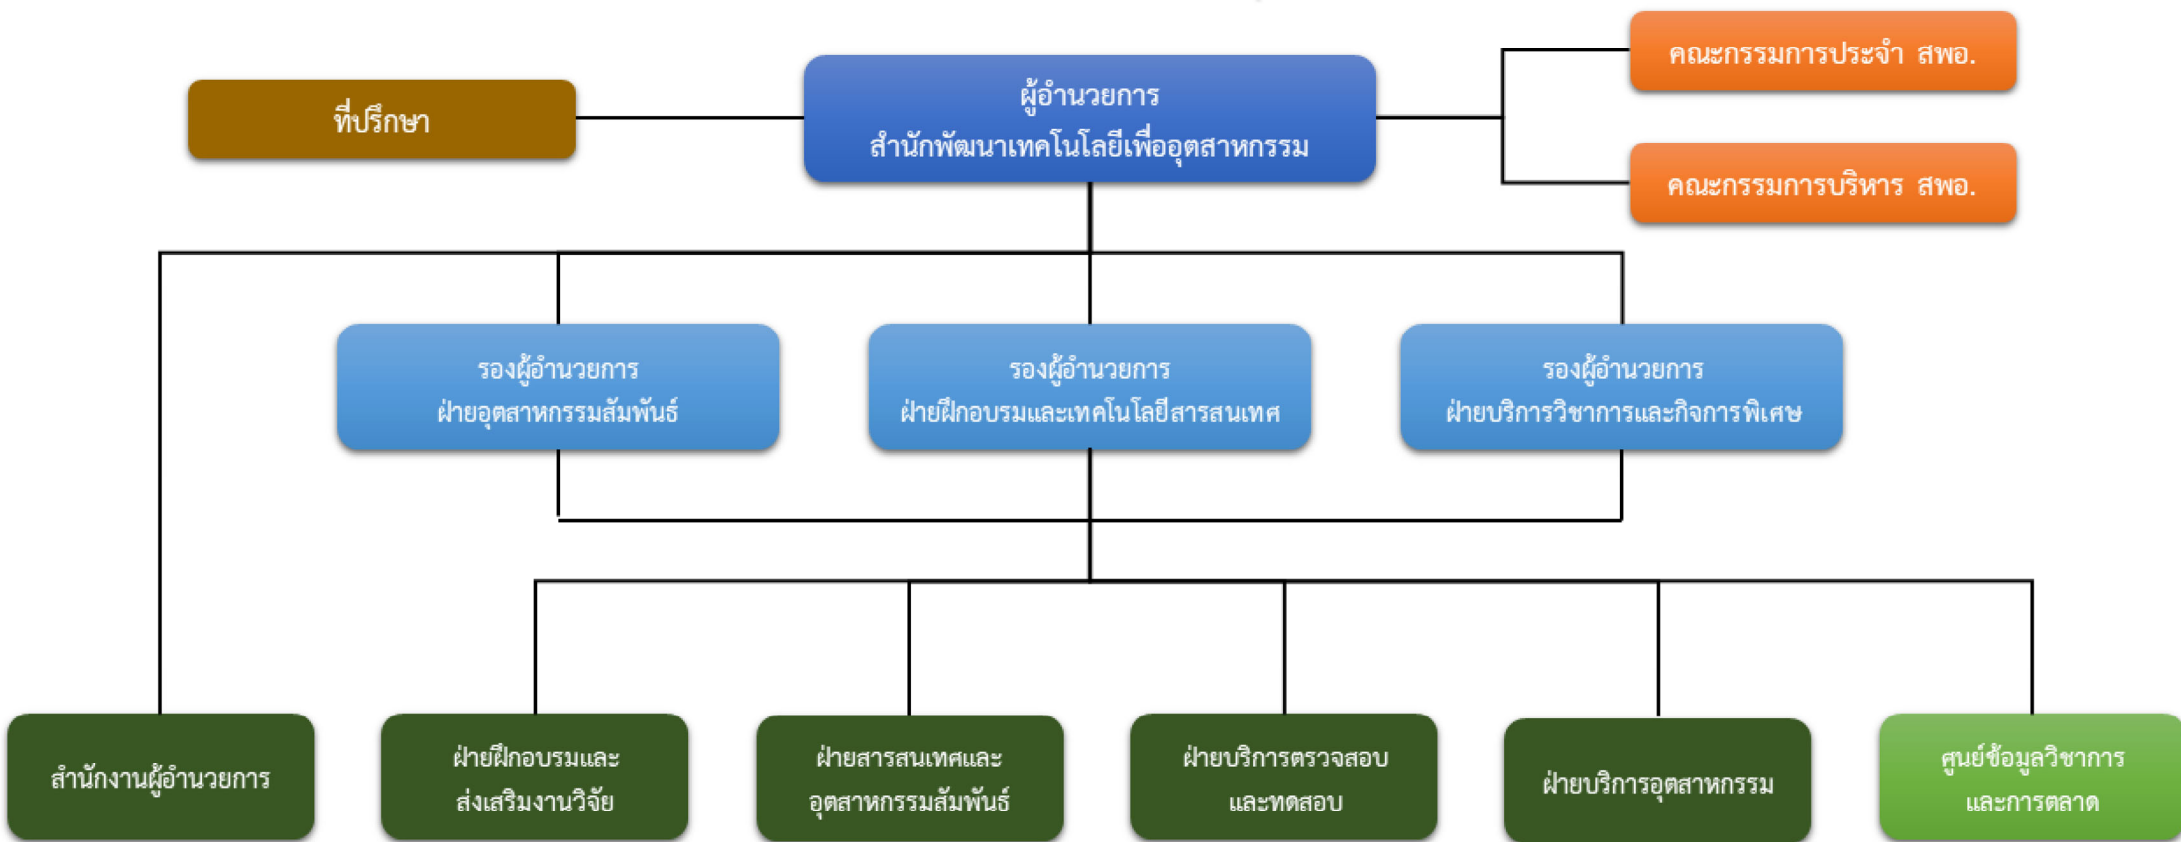 คณะกรรมการประจำ สพอ.
ผู้อำนวยการ
สำนักพัฒนาเทคโนโลยีเพื่ออุตสาหกรรม
ที่ปรึกษา
คณะกรรมการบริหาร สพอ.
รองผู้อำนวยการ
ฝ่ายอุตสาหกรรมสัมพันธ์
รองผู้อำนวยการ
ฝ่ายฝึกอบรมและเทคโนโลยีสารสนเทศ
รองผู้อำนวยการ
ฝ่ายบริการวิชาการและกิจการพิเศษ
สำนักงานผู้อำนวยการ
ฝ่ายฝึกอบรมและ
ส่งเสริมงานวิจัย
ฝ่ายสารสนเทศและ
อุตสาหกรรมสัมพันธ์
ฝ่ายบริการตรวจสอบ
และทดสอบ
ฝ่ายบริการอุตสาหกรรม
ศูนย์ข้อมูลวิชาการ
และการตลาด